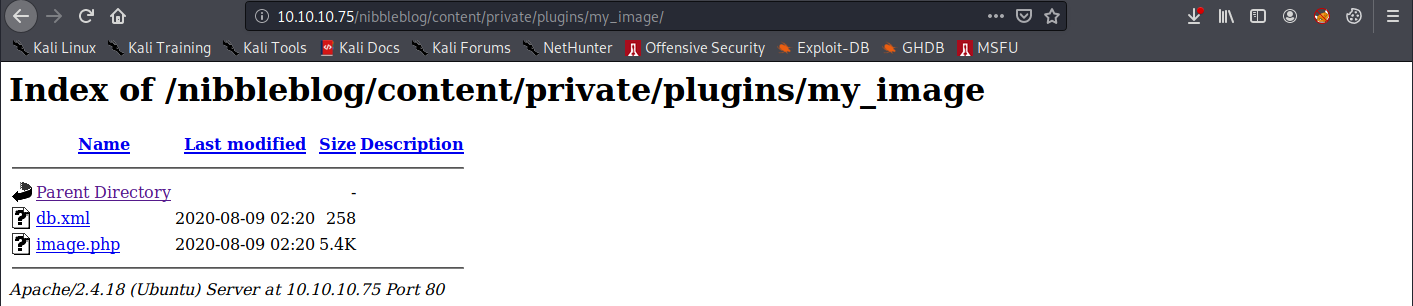 10.10.10.75/nibbleblog/content/private/plugins/my_image/
Kali Linux Kali Training Kali Tools Kali Docs Kali Forums NetHunter Offensive Security Exploit-DB GHDB MSFU
Index of /nibbleblog/content/private/plugins/my_image
Name Last modified Size Description
Parent Directory -
db.xml 2020-08-09 02:20 258
image.php 2020-08-09 02:20 5.4K
Apache/2.4.18 (Ubuntu) Server at 10.10.10.75 Port 80